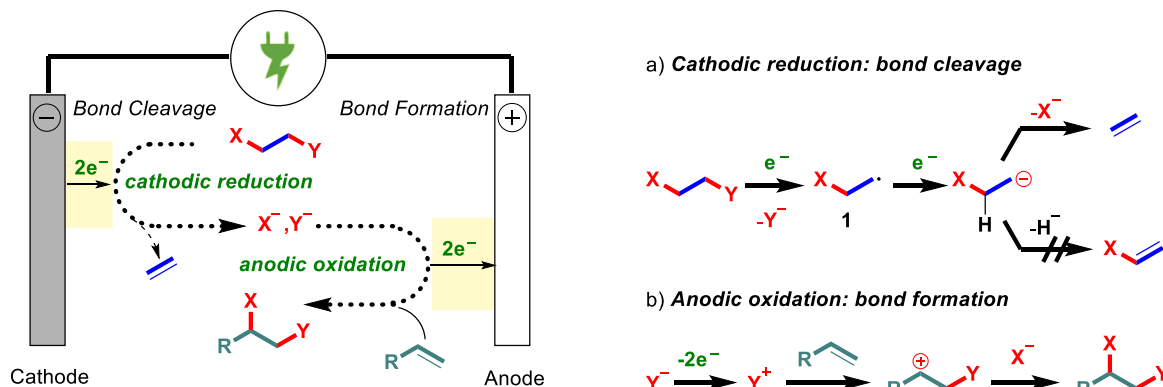 Bond Cleavage
Bond Formation
−
+
X
Y
2e−
cathodic reduction
X−,Y−
2e−
anodic oxidation
X
Y
R
R
Cathode
Anode
a) Cathodic reduction: bond cleavage
-X−
X
Y
e−
-Y−
X
1
e−
X
−
H
-H−
X
b) Anodic oxidation: bond formation
Y−
-2e−
Y+
R
R
+
Y
X−
X
R
Y